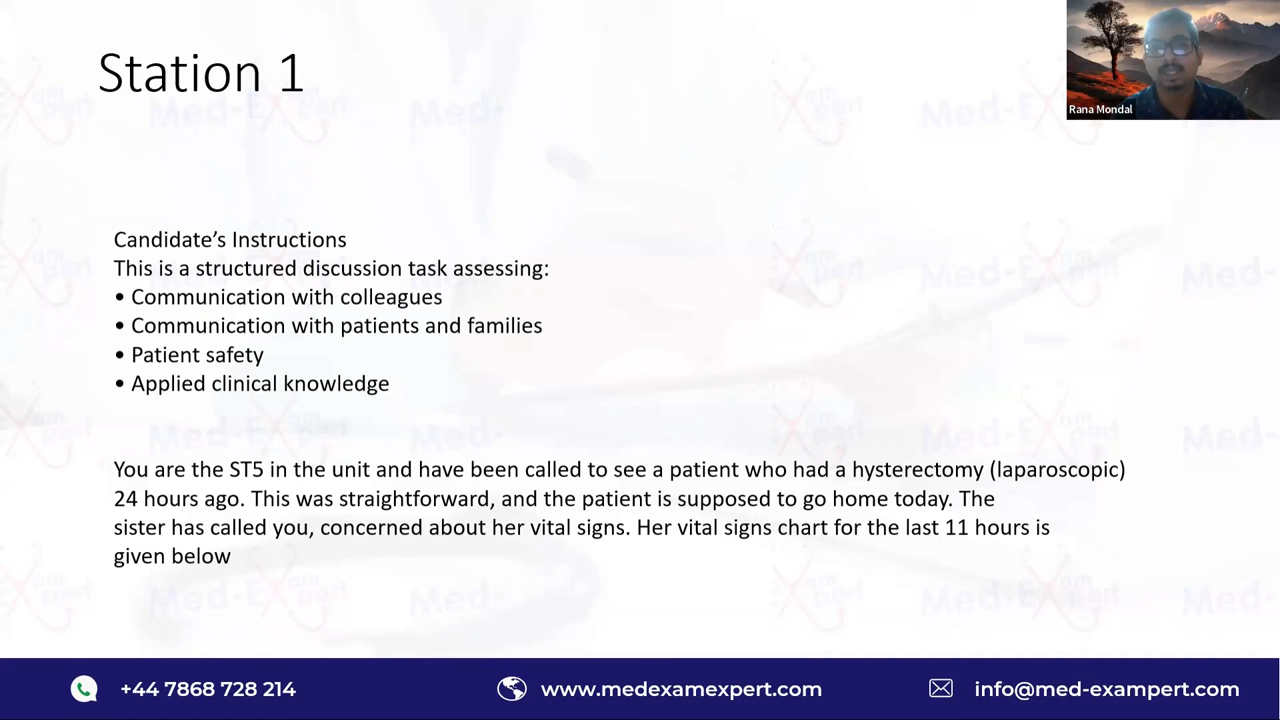 Station 1
Rana Mondal
Candidate’s Instructions
This is a structured discussion task assessing:
• Communication with colleagues
• Communication with patients and families
• Patient safety
• Applied clinical knowledge
You are the ST5 in the unit and have been called to see a patient who had a hysterectomy (laparoscopic)
24 hours ago. This was straightforward, and the patient is supposed to go home today. The
sister has called you, concerned about her vital signs. Her vital signs chart for the last 11 hours is
given below
+44 7868 728 214
www.medexamexpert.com
info@med-exampert.com